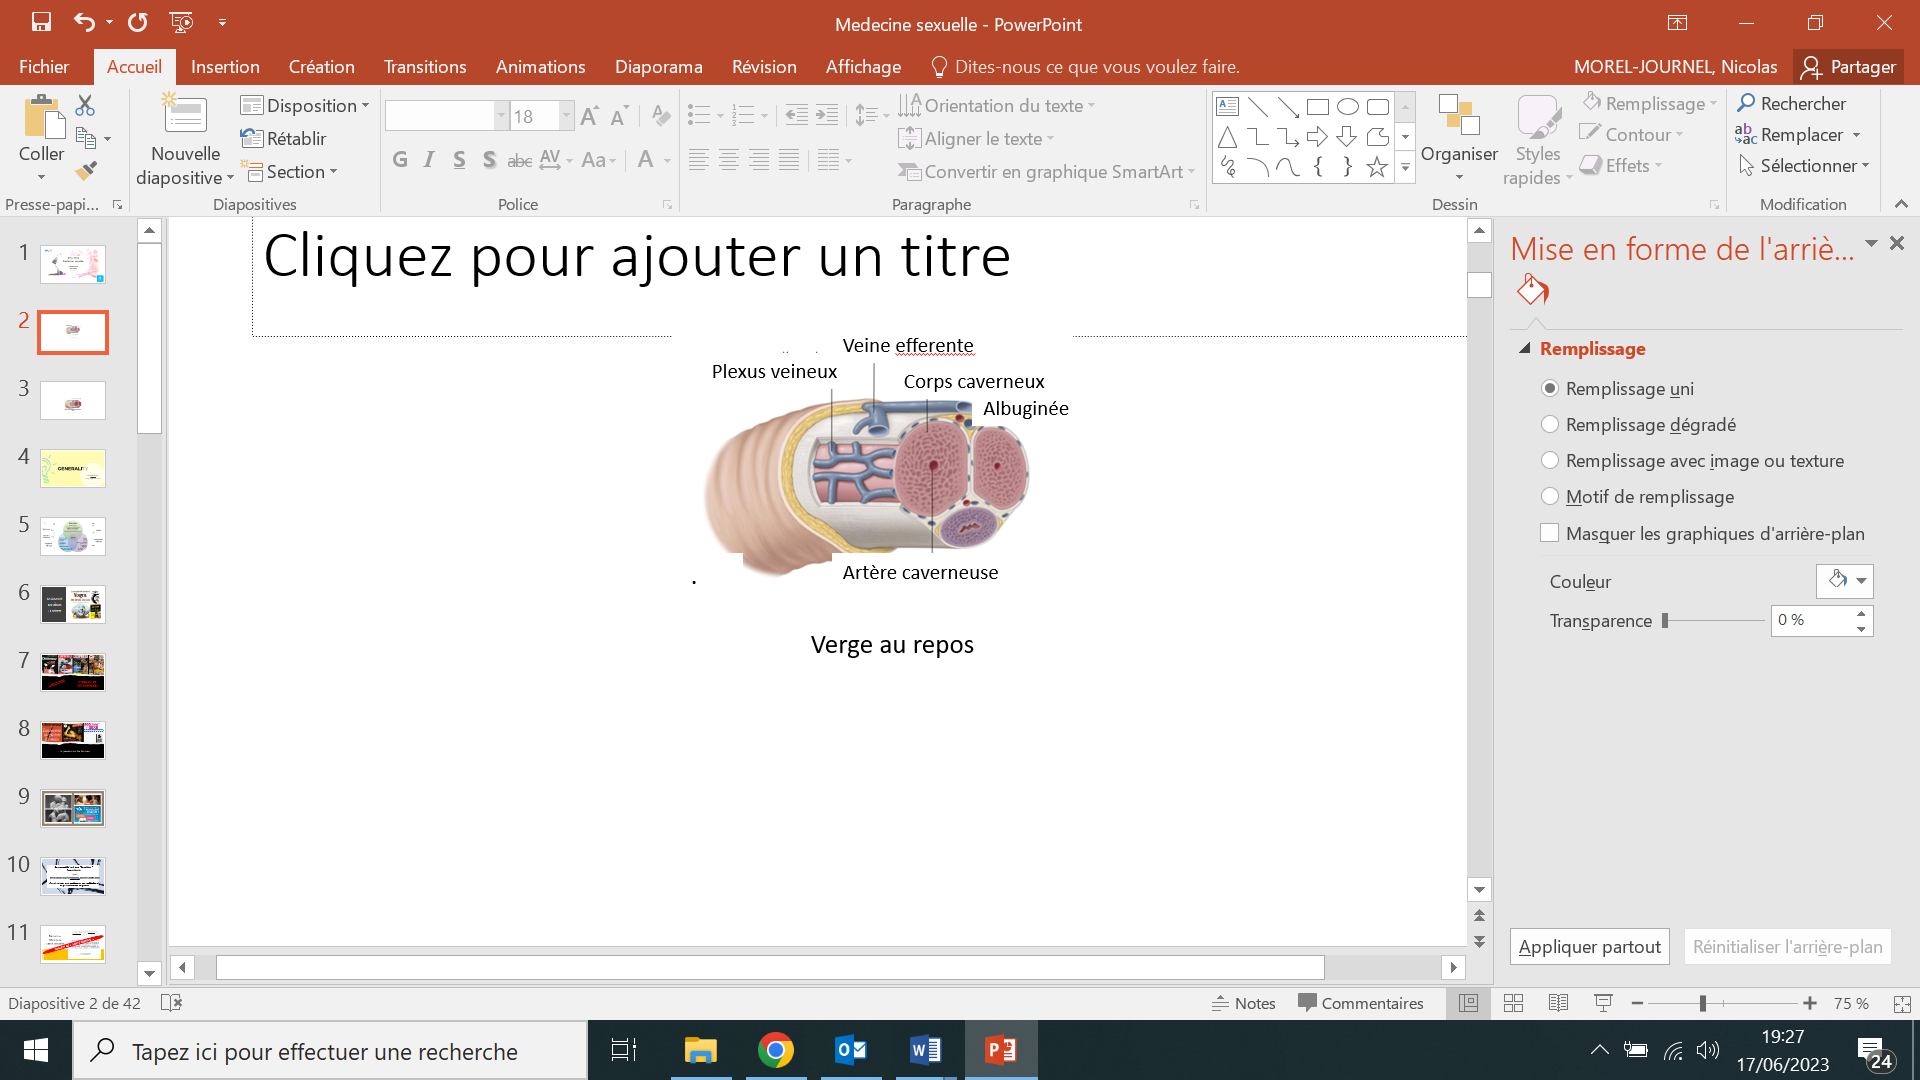 Medecine sexuelle - PowerPoint
Fichier Accueil Insertion Création Transitions Animations Diaporama Révision Affichage Dites-nous ce que vous voulez faire. MOREL-JOURNEL, Nicolas Partager
Coller
Presse-papi...
Nouvelle
diapositive
Disposition
Rétablir
Section
Diapositives
18
G I S S abc AV Aa A
Police
Orientation du texte
Aligner le texte
Convertir en graphique SmartArt
Paragraphe
Organiser
Styles
rapides
Remplissage
Contour
Effets
Dessin
Rechercher
Remplacer
Sélectionner
Modification
1
2
3
4
GENERALITY
5
6
7
8
9
10
11
Cliquez pour ajouter un titre
Veine efferente
Plexus veineux
Corps caverneux
Albuginée
Artère caverneuse
.
Verge au repos
Mise en forme de l'arriè...
Remplissage
Remplissage uni
Remplissage dégradé
Remplissage avec image ou texture
Motif de remplissage
Masquer les graphiques d'arrière-plan
Couleur
Transparence 0 %
Appliquer partout Réinitialiser l'arrière-plan
Diapositive 2 de 42 Notes Commentaires 75 %
Tapez ici pour effectuer une recherche
19:27
17/06/2023
24